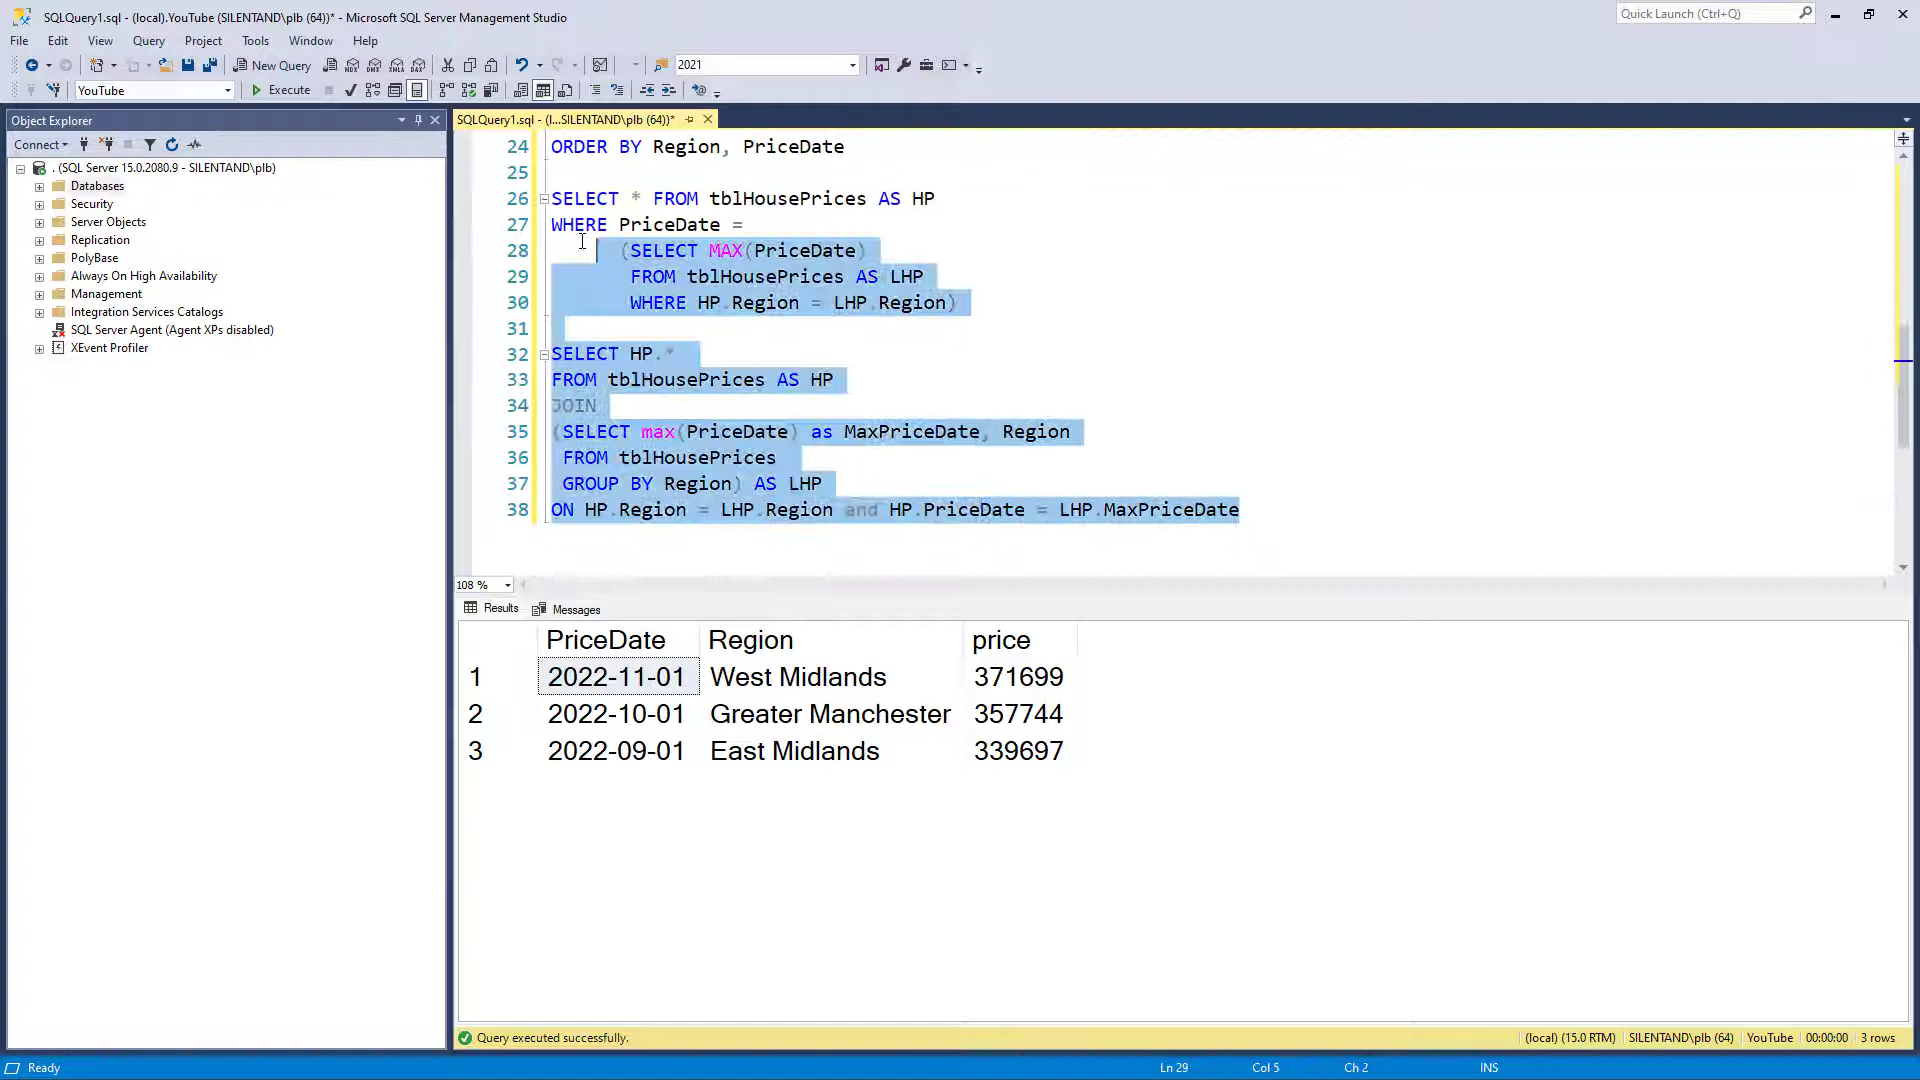 SQLQuery1.sql - (local).YouTube (SILENTAND\plb (64))* - Microsoft SQL Server Management Studio
Quick Launch (Ctrl+Q)
File Edit View Query Project Tools Window Help
New Query
2021
YouTube
Execute
Object Explorer
SQLQuery1.sql - (l...SILENTAND\plb (64))*
Connect
. (SQL Server 15.0.2080.9 - SILENTAND\plb)
Databases
Security
Server Objects
Replication
PolyBase
Always On High Availability
Management
Integration Services Catalogs
SQL Server Agent (Agent XPs disabled)
XEvent Profiler
24 ORDER BY Region, PriceDate
25
26 SELECT * FROM tblHousePrices AS HP
27 WHERE PriceDate =
28 (SELECT MAX(PriceDate)
29 FROM tblHousePrices AS LHP
30 WHERE HP.Region = LHP.Region)
31
32 SELECT HP.*
33 FROM tblHousePrices AS HP
34 JOIN
35 (SELECT max(PriceDate) as MaxPriceDate, Region
36 FROM tblHousePrices
37 GROUP BY Region) AS LHP
38 ON HP.Region = LHP.Region and HP.PriceDate = LHP.MaxPriceDate
108 %
Results Messages
PriceDate Region price
1 2022-11-01 West Midlands 371699
2 2022-10-01 Greater Manchester 357744
3 2022-09-01 East Midlands 339697
Query executed successfully.
(local) (15.0 RTM) SILENTAND\plb (64) YouTube 00:00:00 3 rows
Ready
Ln 29 Col 5 Ch 2 INS